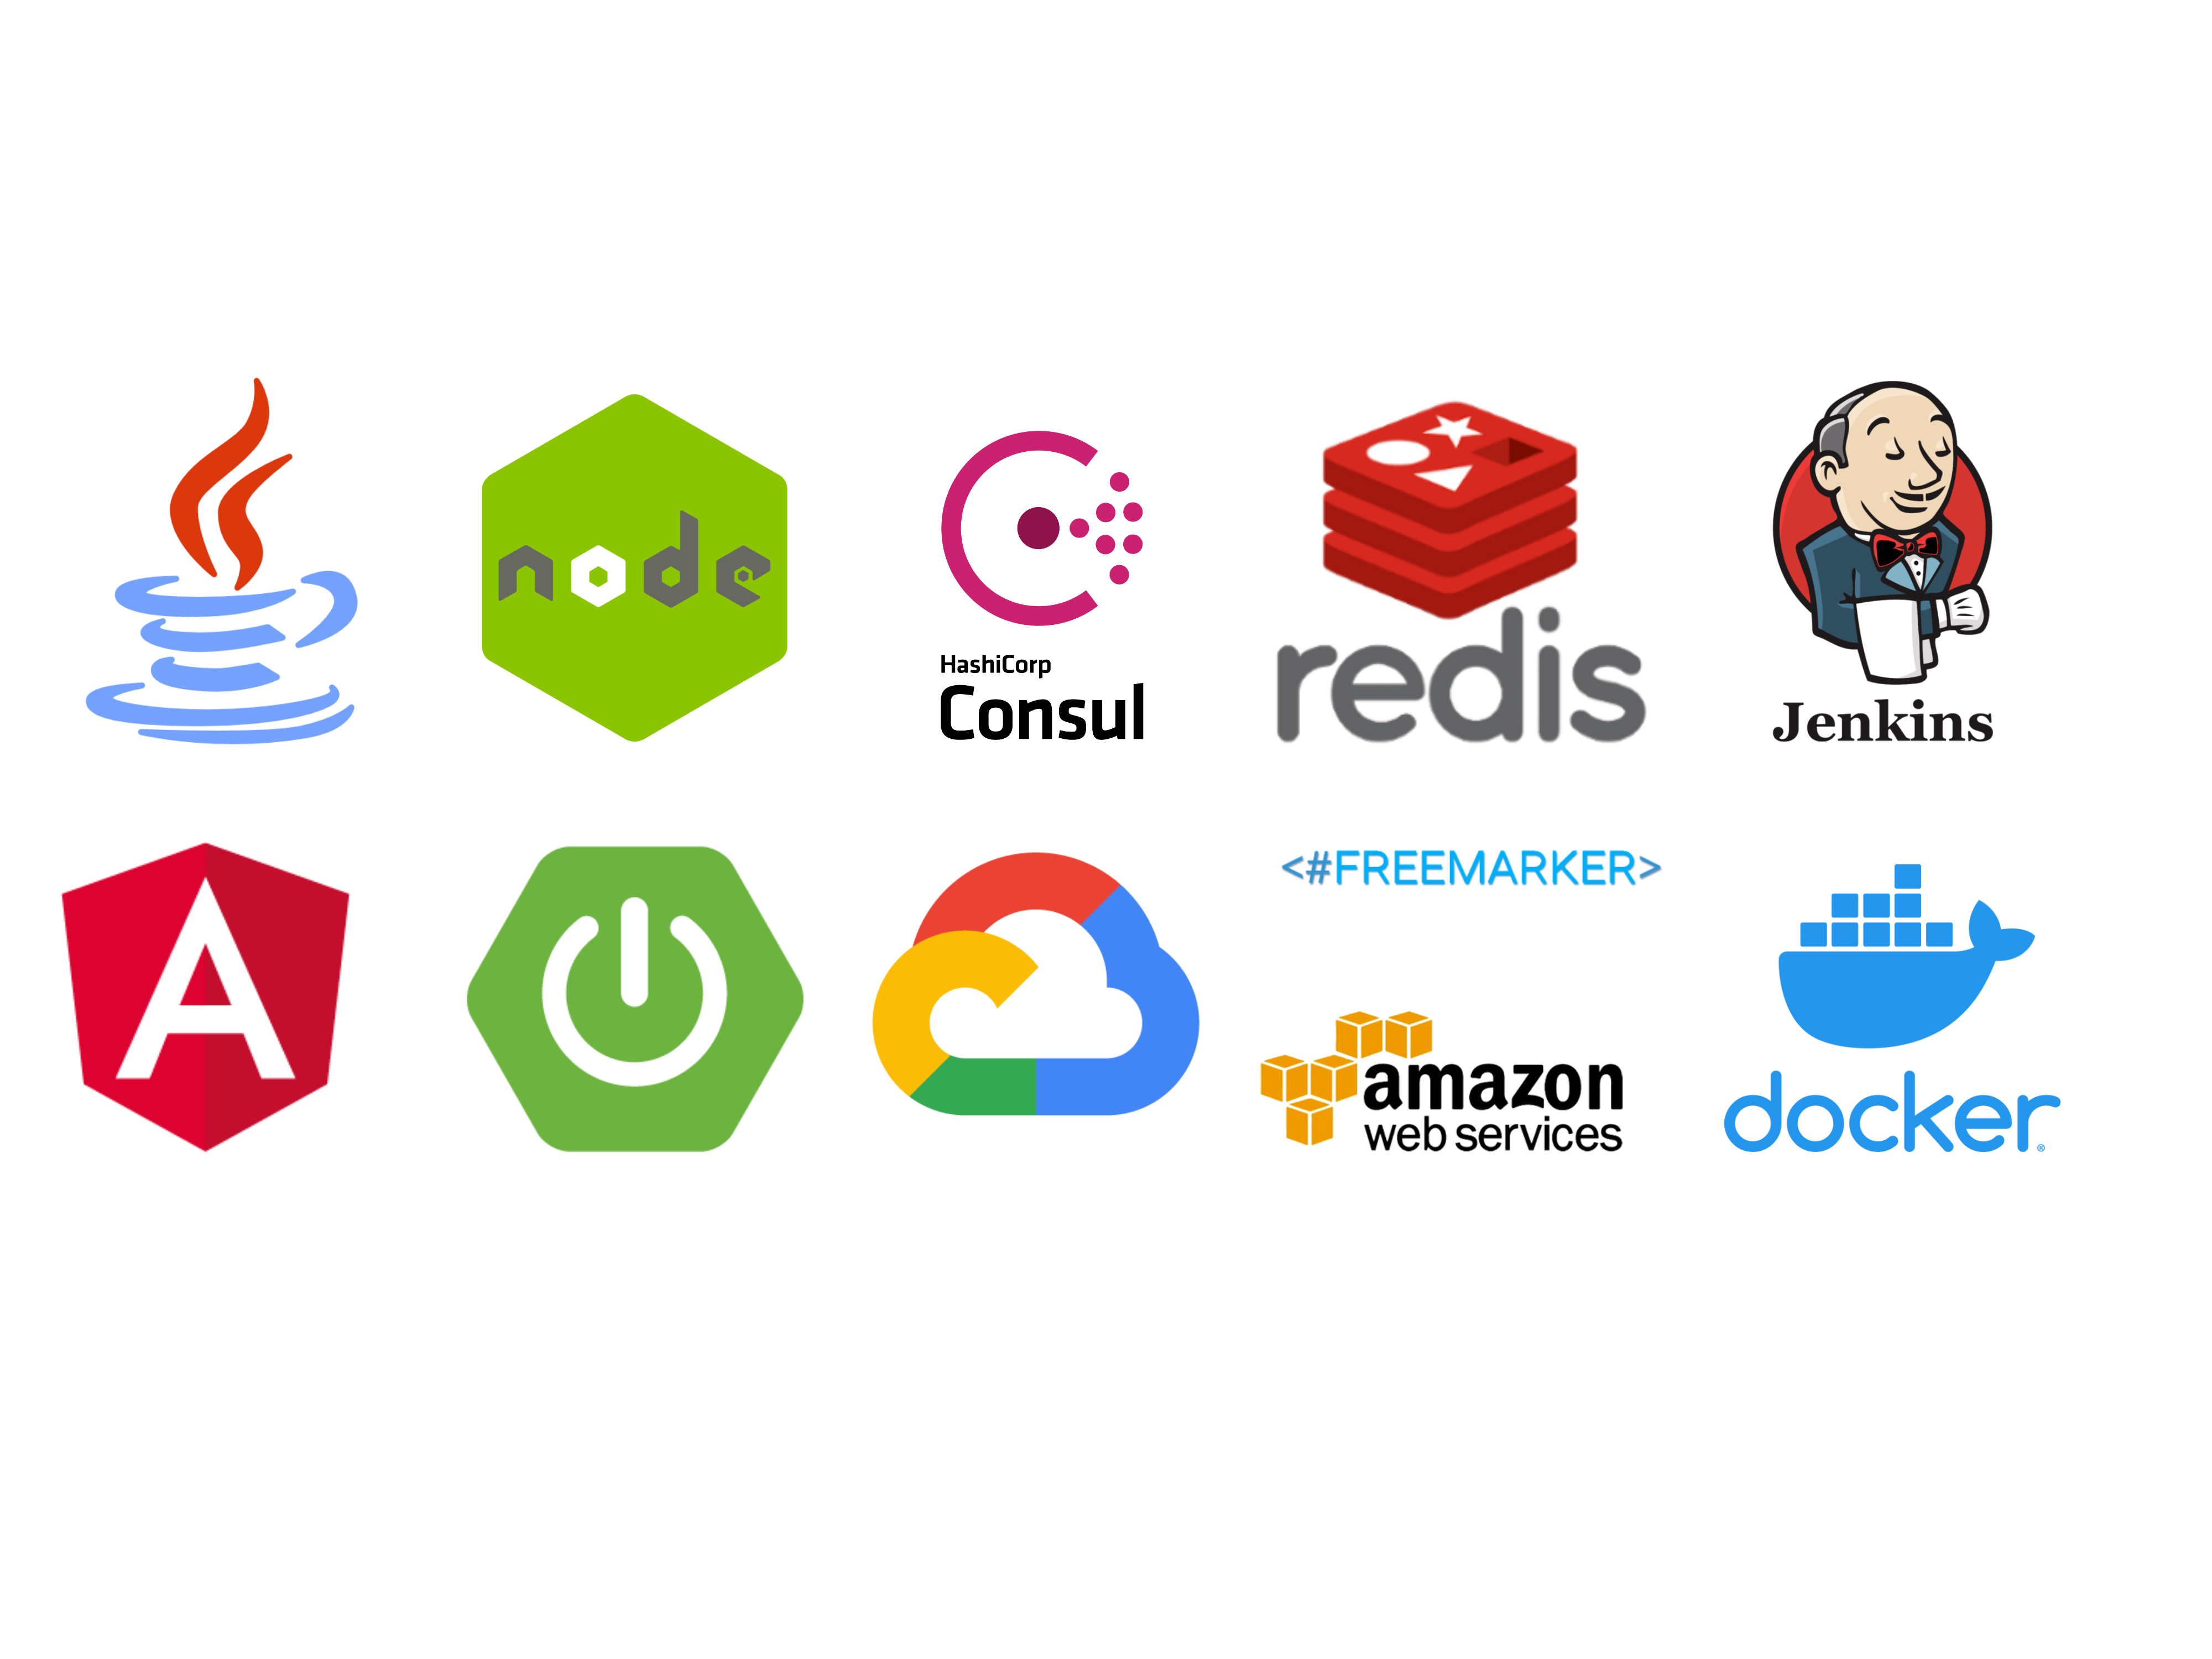 node
HashiCorp
Consul
redis
Jenkins
A
<#FREEMARKER>
amazon
web services
docker®